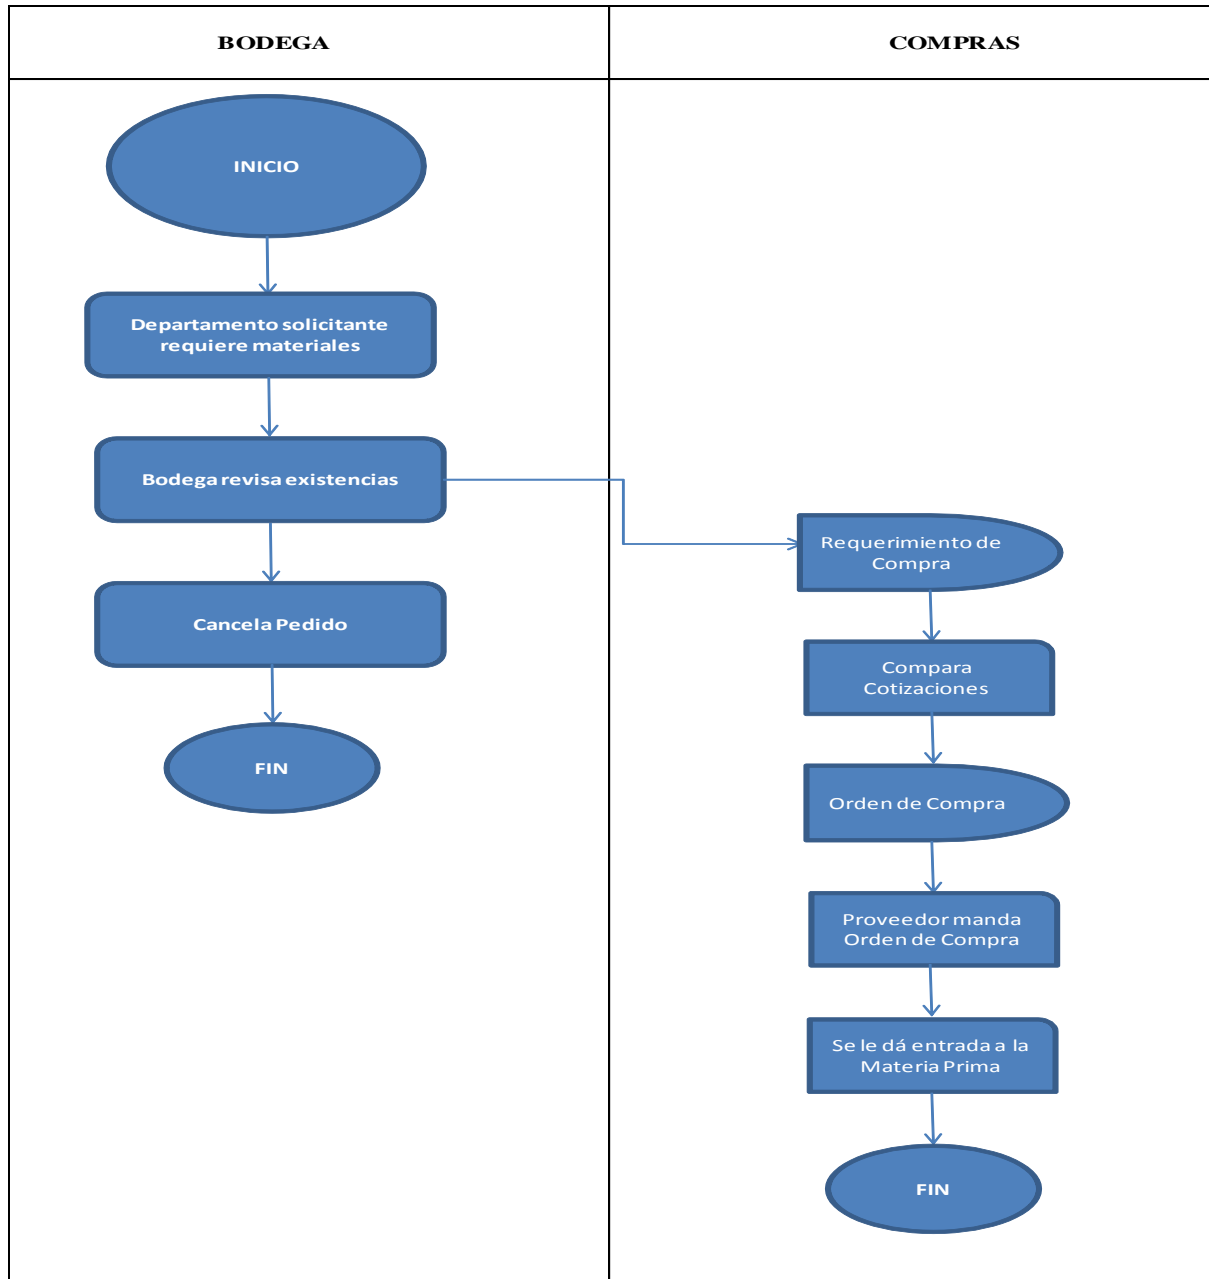 BODEGA
COMPRAS
INICIO
Departamento solicitante
requiere materiales
Bodega revisa existencias
Cancela Pedido
FIN
Requerimiento de
Compra
Compara
Cotizaciones
Orden de Compra
Proveedor manda
Orden de Compra
Se le dá entrada a la
Materia Prima
FIN